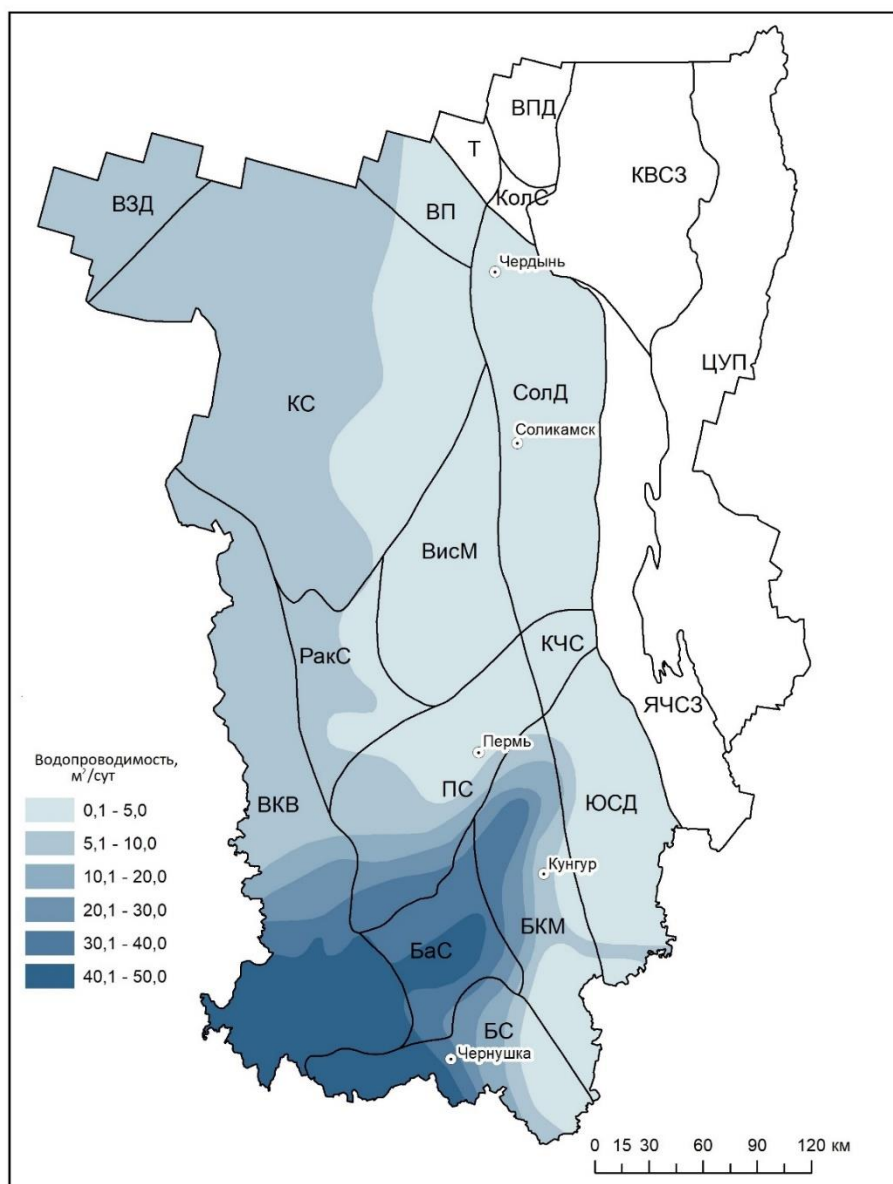 ВПД
Т
КВСЗ
ВЗД
КолС
ВП
Чердынь
ЦУП
КС
СолД
Соликамск
ВисМ
КЧС
РакС
ЯЧСЗ
Пермь
Водопроводимость,
м²/сут
ПС
ЮСД
0,1 - 5,0
ВКВ
5,1 - 10,0
10,1 - 20,0
Кунгур
20,1 - 30,0
БКМ
30,1 - 40,0
БаС
40,1 - 50,0
БС
Чернушка
0 15 30 60 90 120 км